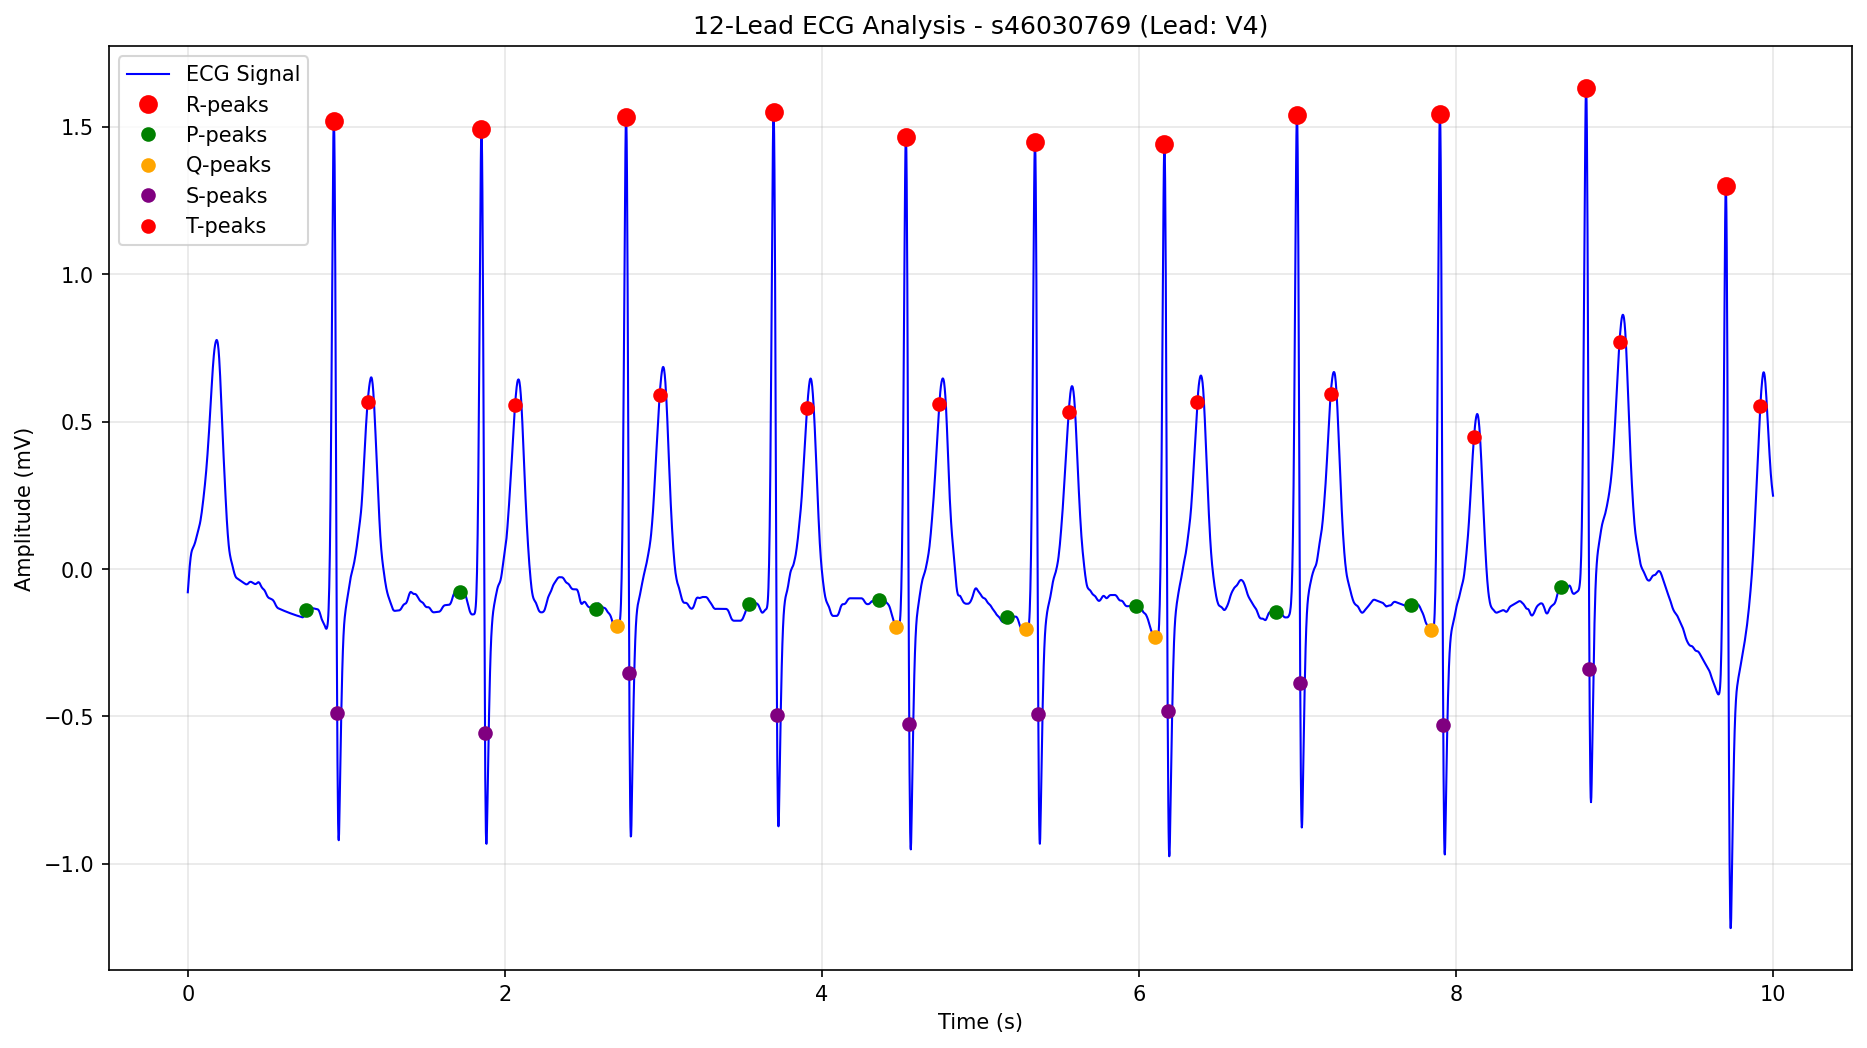 12-Lead ECG Analysis - s46030769 (Lead: V4)
ECG Signal
R-peaks
P-peaks
Q-peaks
S-peaks
T-peaks
Amplitude (mV)
1.5
1.0
0.5
0.0
−0.5
−1.0
0 2 4 6 8 10
Time (s)